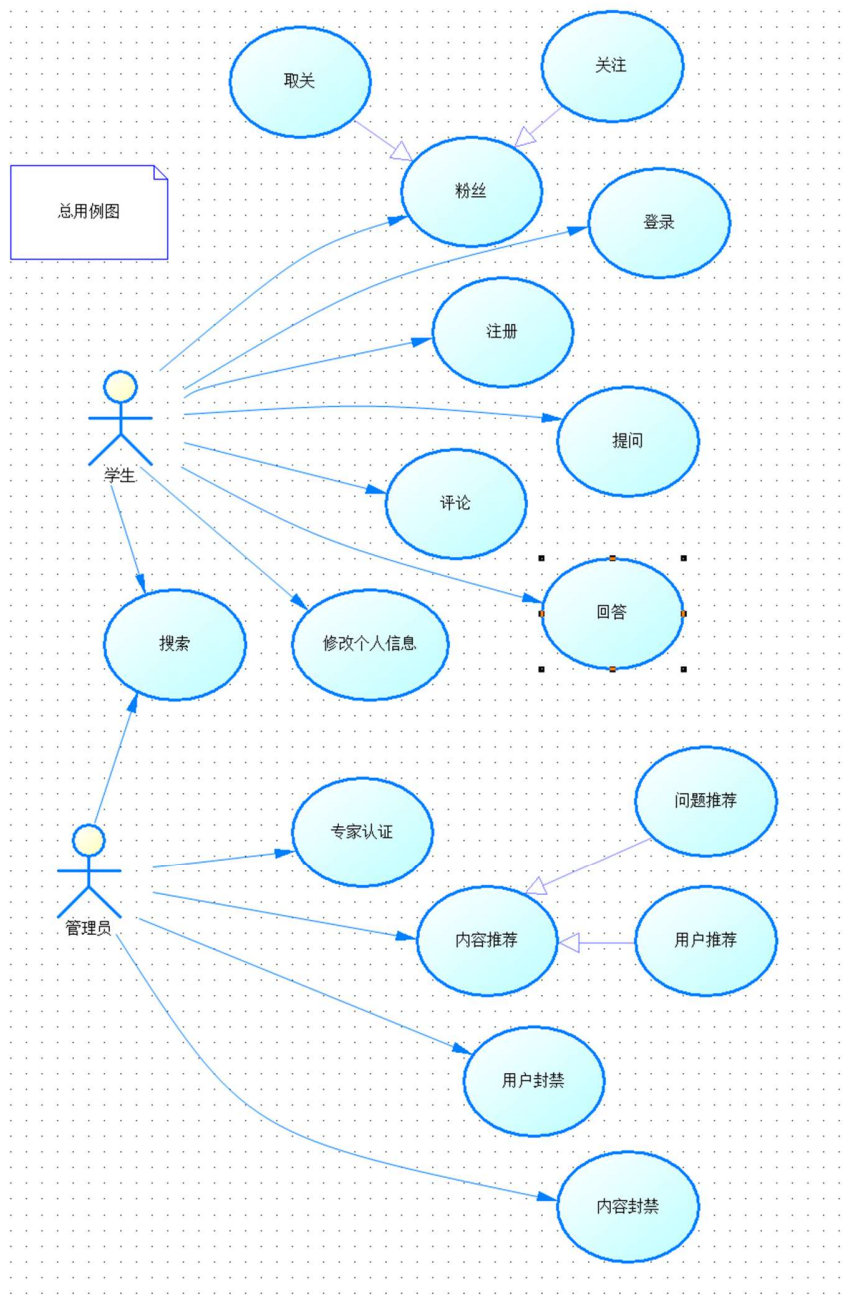 取关
关注
粉丝
总用例图
登录
注册
提问
学生
评论
回答
搜索
修改个人信息
问题推荐
专家认证
管理员
内容推荐
用户推荐
用户封禁
内容封禁